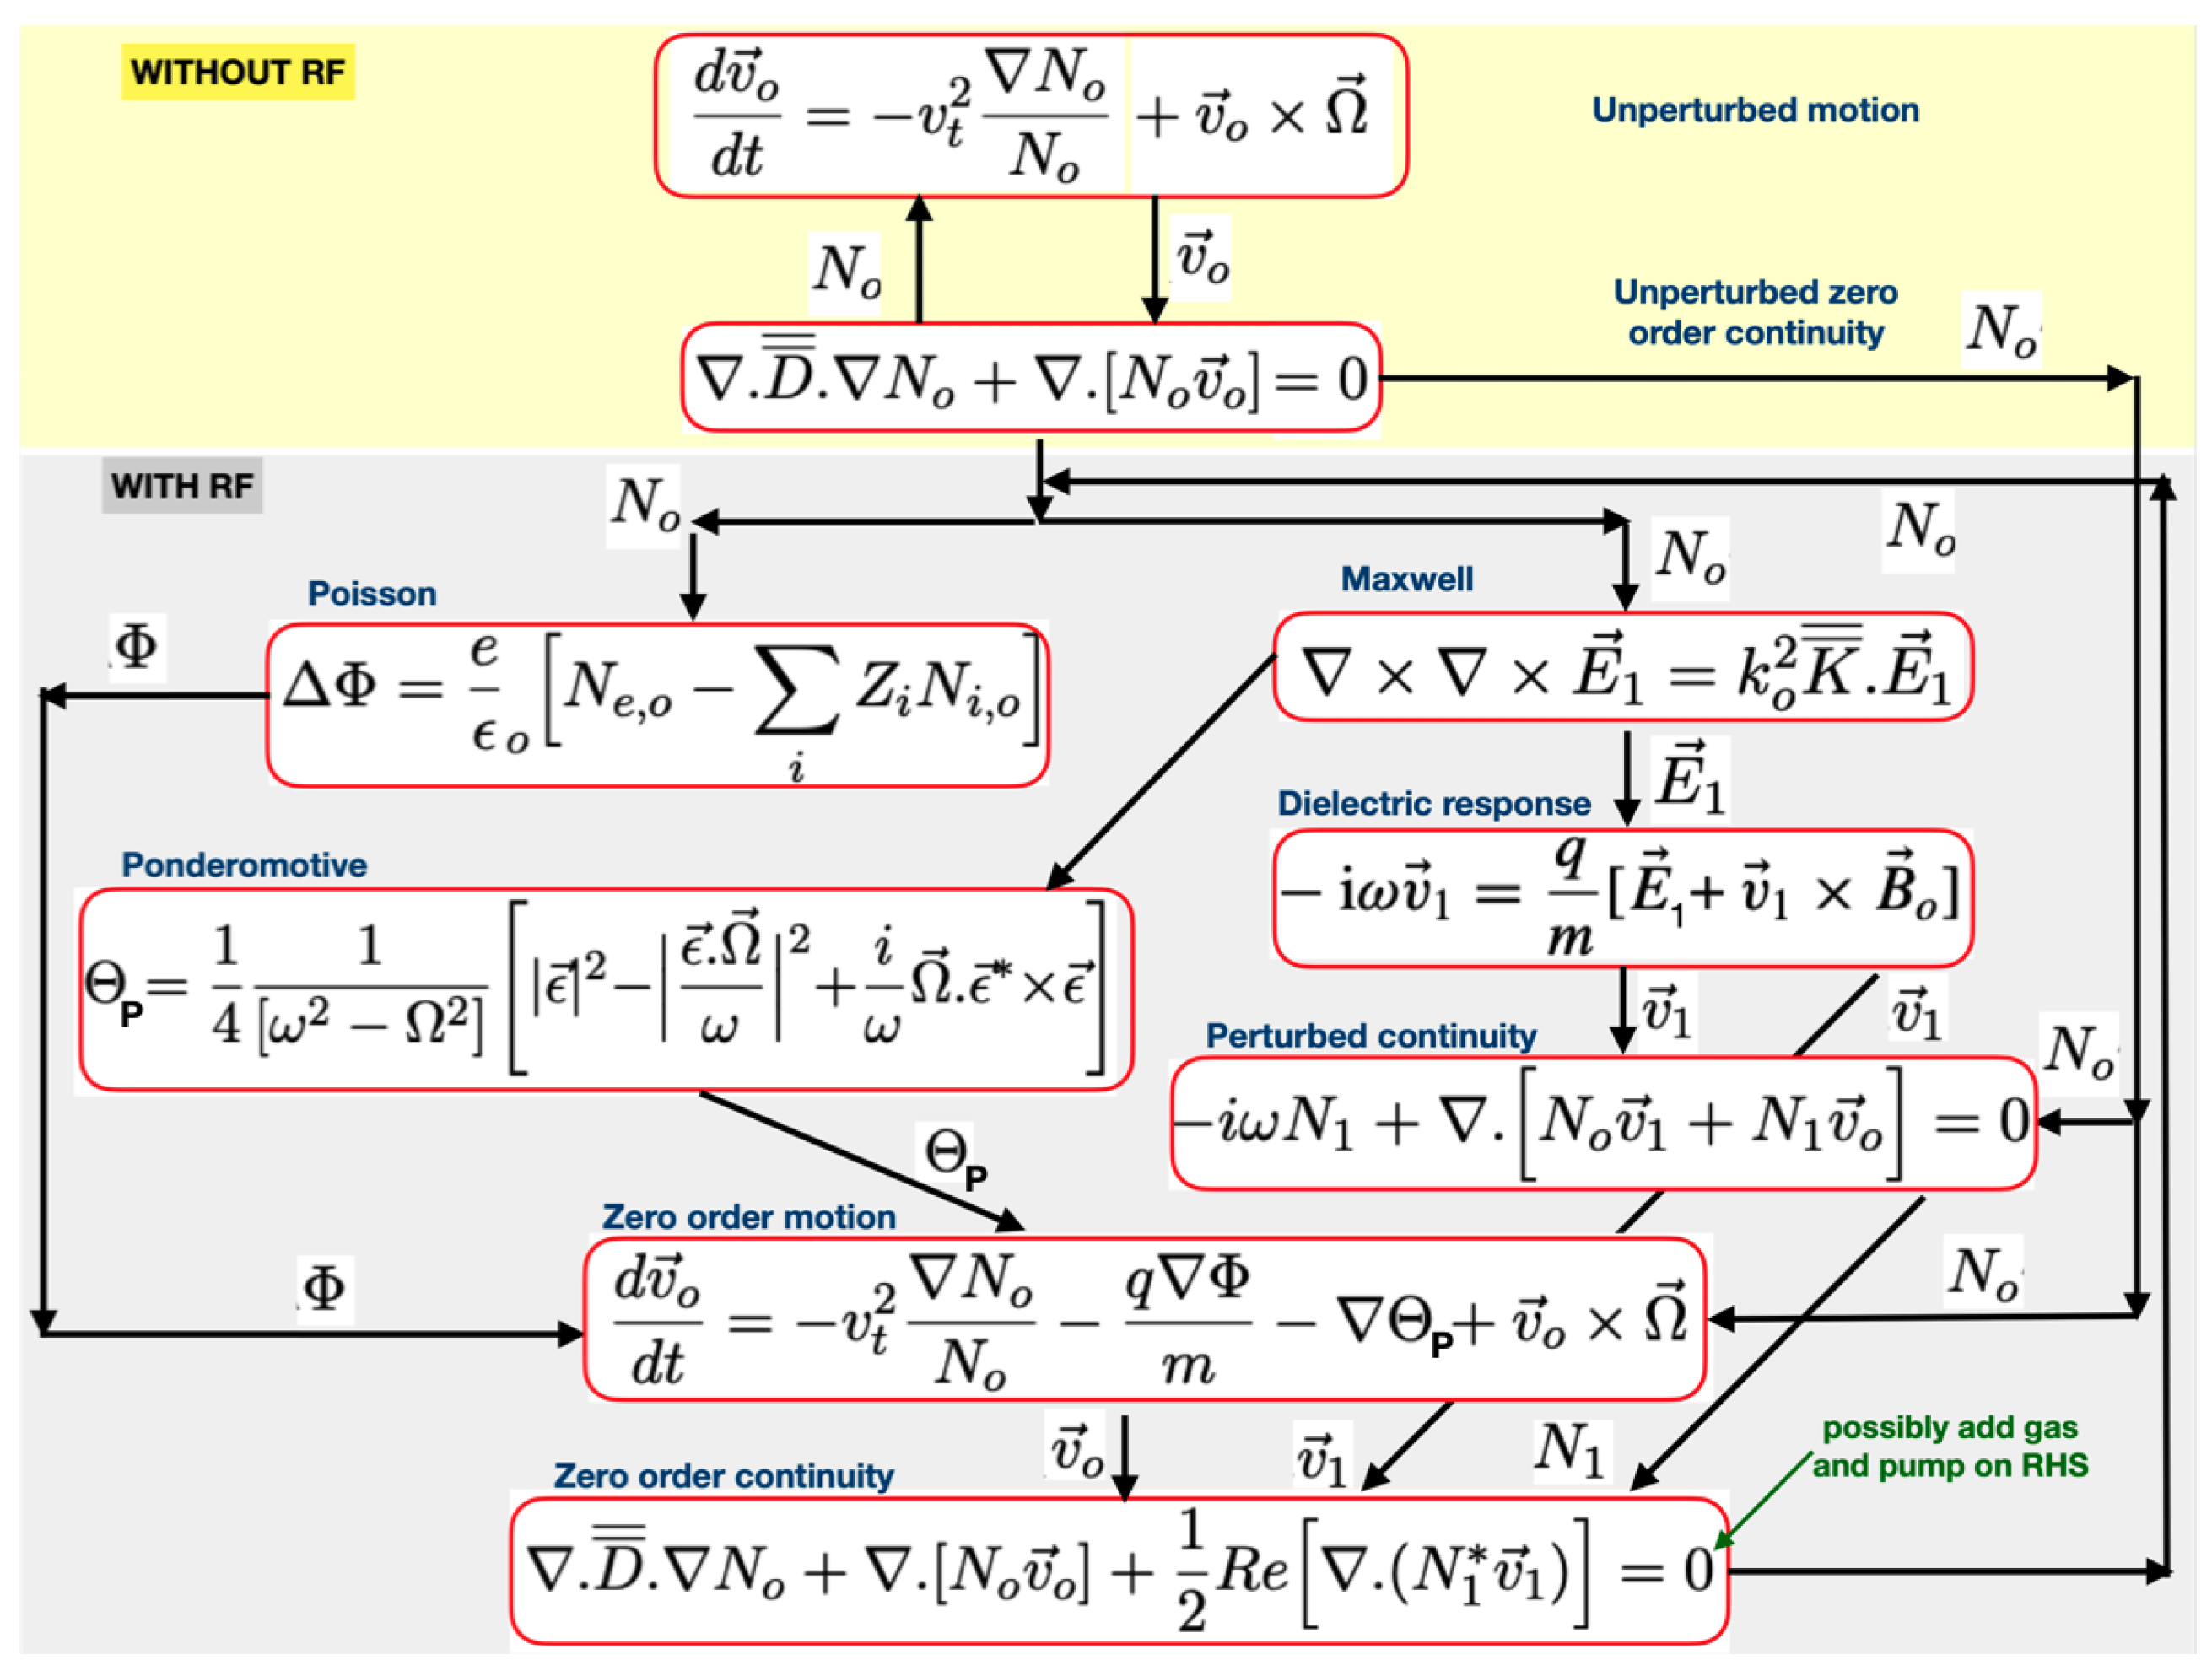 WITHOUT RF
$\frac{d\vec{v}_o}{dt} = -v_t^2 \frac{\nabla N_o}{N_o} + \vec{v}_o \times \vec{\Omega}$
Unperturbed motion
$N_o$
$\vec{v}_o$
Unperturbed zero
order continuity
$N_o$
$\nabla.\overline{\overline{D}}.\nabla N_o + \nabla.[N_o \vec{v}_o] = 0$
WITH RF
$N_o$
$N_o$
$N_o$
Poisson
Maxwell
$\Phi$
$\Delta\Phi = \frac{e}{\epsilon_o} \left[ N_{e,o} - \sum_i Z_i N_{i,o} \right]$
$\nabla \times \nabla \times \vec{E}_1 = k_o^2 \overline{\overline{K}}.\vec{E}_1$
$\vec{E}_1$
Dielectric response
$-i\omega \vec{v}_1 = \frac{q}{m} [\vec{E}_1 + \vec{v}_1 \times \vec{B}_o]$
Ponderomotive
$\Theta_P = \frac{1}{4} \frac{1}{[\omega^2 - \Omega^2]} \left[ |\vec{\epsilon}|^2 - \left| \frac{\vec{\epsilon}.\vec{\Omega}}{\omega} \right|^2 + \frac{i}{\omega} \vec{\Omega}.\vec{\epsilon}^* \times \vec{\epsilon} \right]$
$\vec{v}_1$
$\vec{v}_1$
Perturbed continuity
$N_o$
$-i\omega N_1 + \nabla.\left[ N_o \vec{v}_1 + N_1 \vec{v}_o \right] = 0$
$\Theta_P$
Zero order motion
$\Phi$
$\frac{d\vec{v}_o}{dt} = -v_t^2 \frac{\nabla N_o}{N_o} - \frac{q\nabla\Phi}{m} - \nabla\Theta_P + \vec{v}_o \times \vec{\Omega}$
$N_o$
$\vec{v}_o$
$\vec{v}_1$
$N_1$
possibly add gas
and pump on RHS
Zero order continuity
$\nabla.\overline{\overline{D}}.\nabla N_o + \nabla.[N_o \vec{v}_o] + \frac{1}{2} Re \left[ \nabla.(N_1^* \vec{v}_1) \right] = 0$